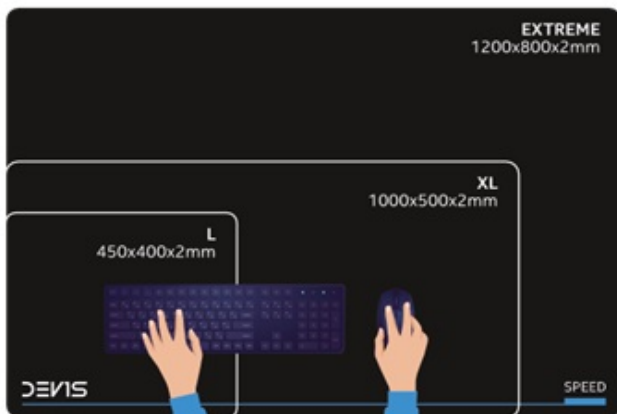 EXTREME
1200x800x2mm
XL
1000x500x2mm
L
450x400x2mm
DEVIS
SPEED